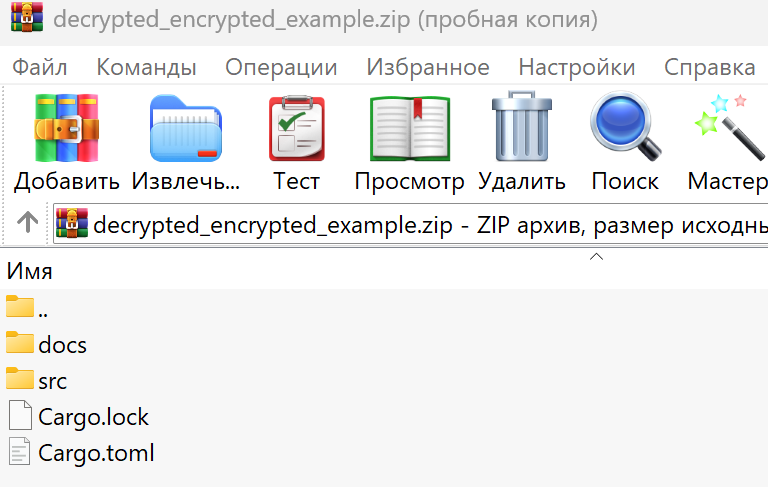 decrypted_encrypted_example.zip (пробная копия)
Файл Команды Операции Избранное Настройки Справка
Добавить Извлечь... Тест Просмотр Удалить Поиск Мастер
decrypted_encrypted_example.zip - ZIP архив, размер исходны
Имя
..
docs
src
Cargo.lock
Cargo.toml